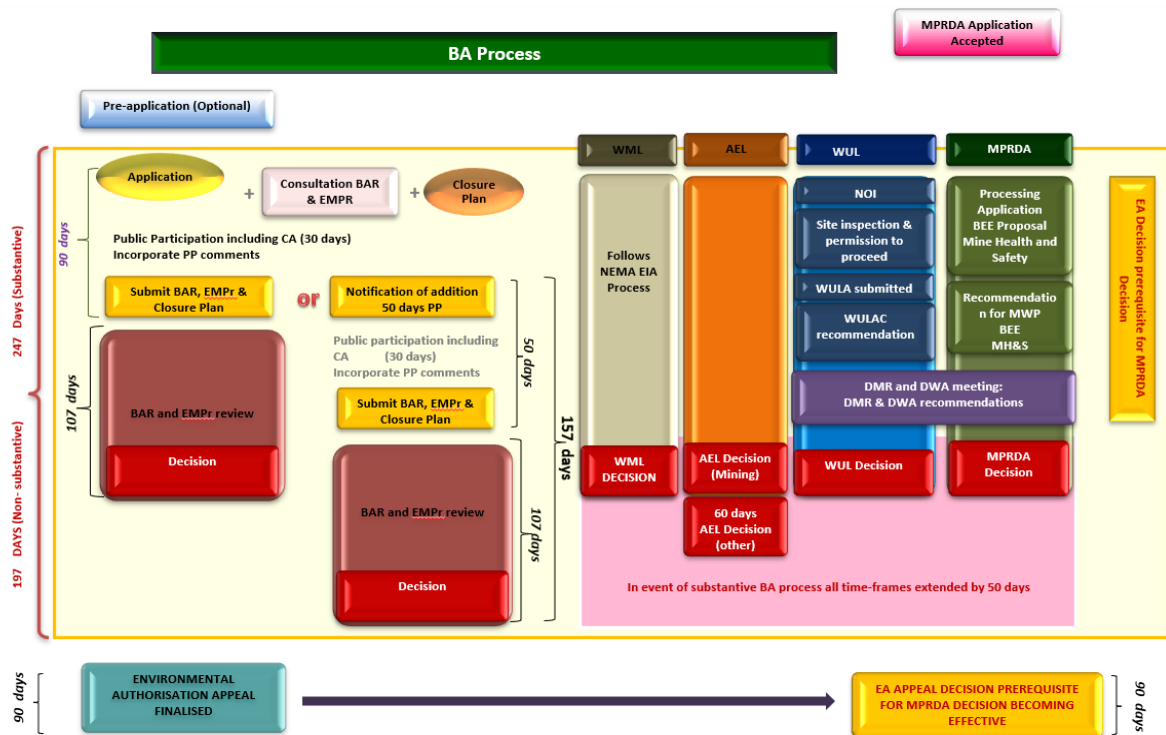 MPRDA Application
Accepted
BA Process
Pre-application (Optional)
247 Days (Substantive)
197 DAYS (Non- substantive)
90 days
Application
+
Consultation BAR
& EMPR
+
Closure
Plan
Public Participation including CA (30 days)
Incorporate PP comments
Submit BAR, EMPr &
Closure Plan
or
Notification of addition
50 days PP
107 days
BAR and EMPr review
Decision
Public participation including
CA (30 days)
Incorporate PP comments
50 days
Submit BAR, EMPr &
Closure Plan
157 days
BAR and EMPr review
107 days
Decision
WML
Follows
NEMA EIA
Process
WML
DECISION
AEL
AEL Decision
(Mining)
60 days
AEL Decision
(other)
WUL
NOI
Site inspection &
permission to
proceed
WULA submitted
WULAC
recommendation
WUL Decision
MPRDA
Processing
Application
BEE Proposal
Mine Health and
Safety
Recommendatio
n for MWP
BEE
MH&S
DMR and DWA meeting:
DMR & DWA recommendations
MPRDA
Decision
EA Decision prerequisite for MPRDA
Decision
In event of substantive BA process all time-frames extended by 50 days
90 days
ENVIRONMENTAL
AUTHORISATION APPEAL
FINALISED
EA APPEAL DECISION PREREQUISITE
FOR MPRDA DECISION BECOMING
EFFECTIVE
90 days